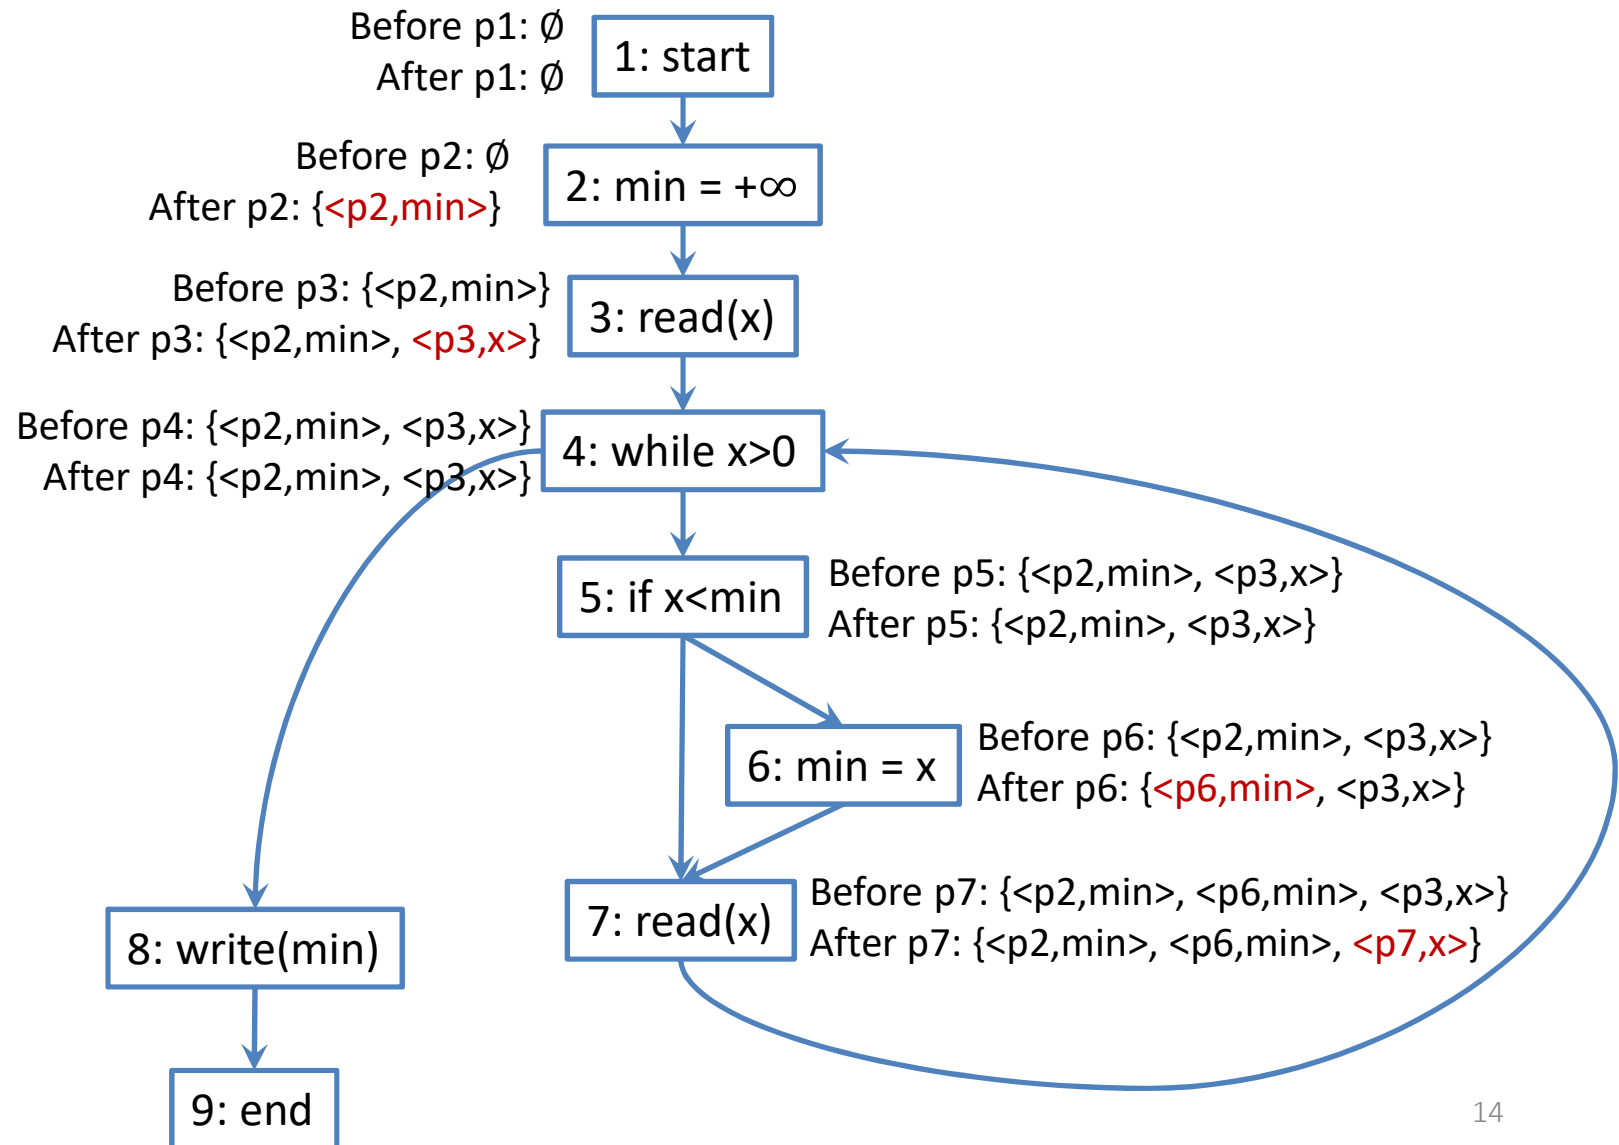 Before p1: ∅
After p1: ∅
1: start
Before p2: ∅
After p2: {<p2,min>}
2: min = +∞
Before p3: {<p2,min>}
After p3: {<p2,min>, <p3,x>}
3: read(x)
Before p4: {<p2,min>, <p3,x>}
After p4: {<p2,min>, <p3,x>}
4: while x>0
5: if x<min
Before p5: {<p2,min>, <p3,x>}
After p5: {<p2,min>, <p3,x>}
6: min = x
Before p6: {<p2,min>, <p3,x>}
After p6: {<p6,min>, <p3,x>}
7: read(x)
Before p7: {<p2,min>, <p6,min>, <p3,x>}
After p7: {<p2,min>, <p6,min>, <p7,x>}
8: write(min)
9: end
14